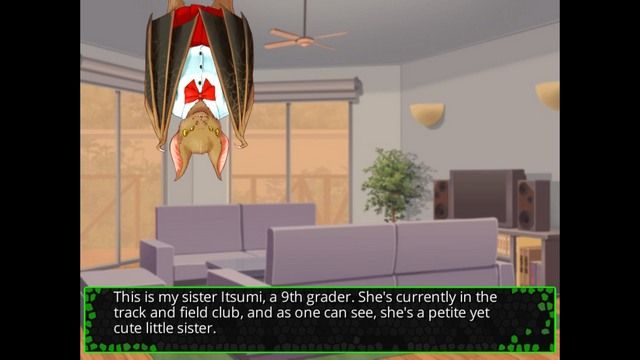 This is my sister Itsumi, a 9th grader. She's currently in the
track and field club, and as one can see, she's a petite yet
cute little sister.